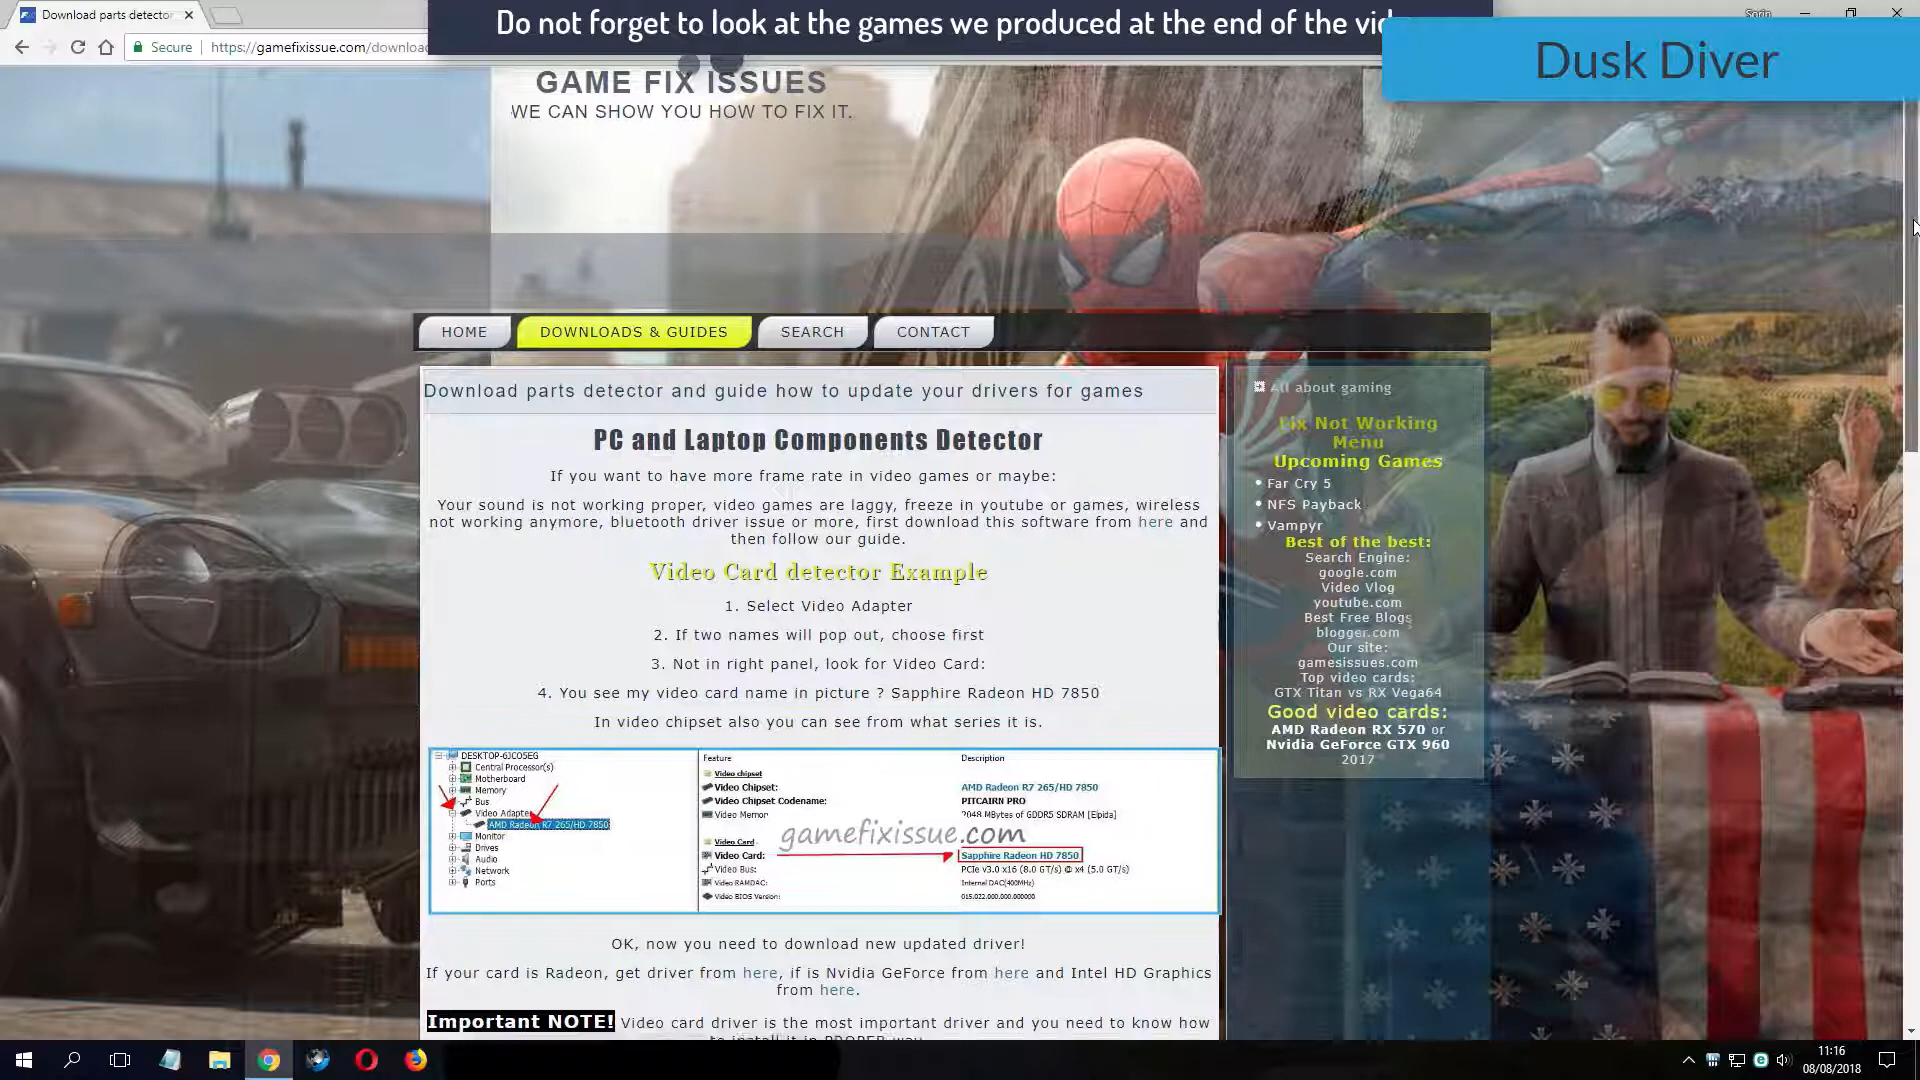 Download parts detector
Do not forget to look at the games we produced at the end of the
Dusk Diver
Secure
https://gamefixissue.com/download
GAME FIX ISSUES
WE CAN SHOW YOU HOW TO FIX IT.
HOME
DOWNLOADS & GUIDES
SEARCH
CONTACT
Download parts detector and guide how to update your drivers for games
PC and Laptop Components Detector
If you want to have more frame rate in video games or maybe:
Your sound is not working proper, video games are laggy, freeze in youtube or games, wireless
not working anymore, bluetooth driver issue or more, first download this software from here and
then follow our guide.
Video Card detector Example
1. Select Video Adapter
2. If two names will pop out, choose first
3. Not in right panel, look for Video Card:
4. You see my video card name in picture ? Sapphire Radeon HD 7850
In video chipset also you can see from what series it is.
DESKTOP-6JCO5EG
Central Processor(s)
Motherboard
Memory
Bus
Video Adapte
AMD Radeon R7 265/HD 7850
Monitor
Drives
Audio
Network
Ports
Feature
Description
Video chipset
Video Chipset:
AMD Radeon R7 265/HD 7850
Video Chipset Codename:
PITCAIRN PRO
Video Memor
2048 MBytes of GDDR5 SDRAM [Elpida]
gamefixissue.com
Video Card
Video Card:
Sapphire Radeon HD 7850
Video Bus:
PCIe v3.0 x16 (8.0 GT/s) @ x4 (5.0 GT/s)
Video RAMDAC:
Internal DAC(400MHz)
Video BIOS Version:
015.022.000.000.000000
OK, now you need to download new updated driver!
If your card is Radeon, get driver from here, if is Nvidia GeForce from here and Intel HD Graphics
from here.
Important NOTE! Video card driver is the most important driver and you need to know how
to install it in PROPER way
All about gaming
Fix Not Working
Menu
Upcoming Games
• Far Cry 5
• NFS Payback
• Vampyr
Best of the best:
Search Engine:
google.com
Video Vlog
youtube.com
Best Free Blogs
blogger.com
Our site:
gamesissues.com
Top video cards:
GTX Titan vs RX Vega64
Good video cards:
AMD Radeon RX 570 or
Nvidia GeForce GTX 960
2017
11:16
08/08/2018